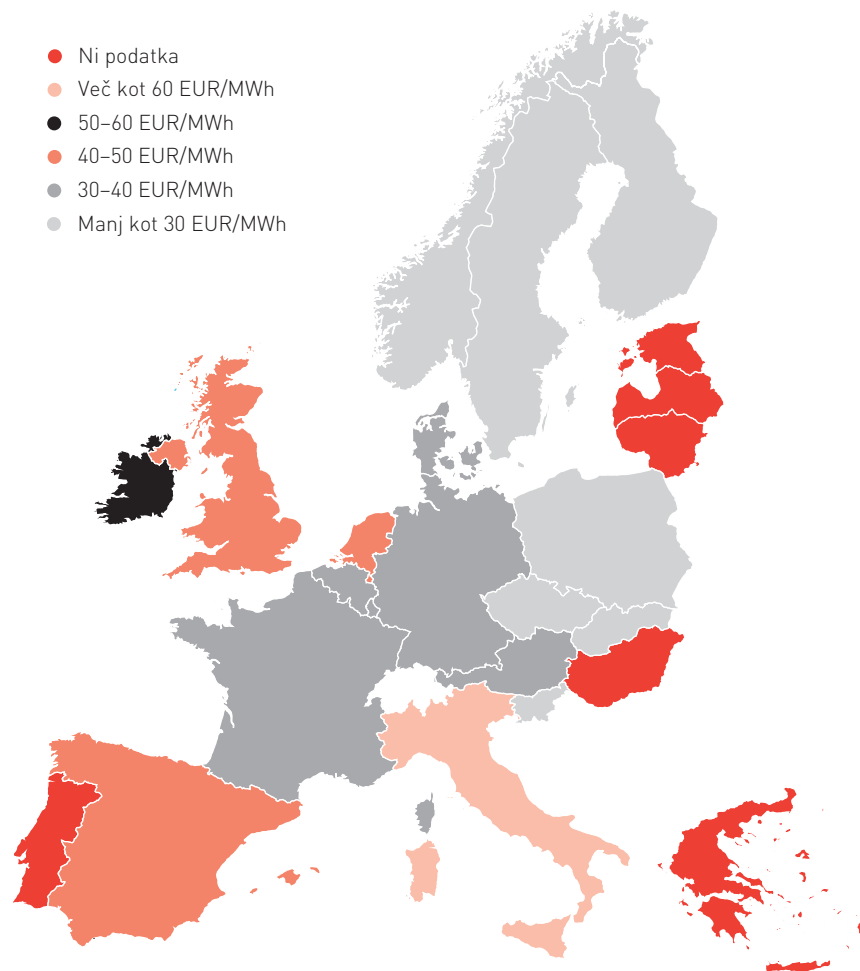 Ni podatka
Več kot 60 EUR/MWh
50–60 EUR/MWh
40–50 EUR/MWh
30–40 EUR/MWh
Manj kot 30 EUR/MWh